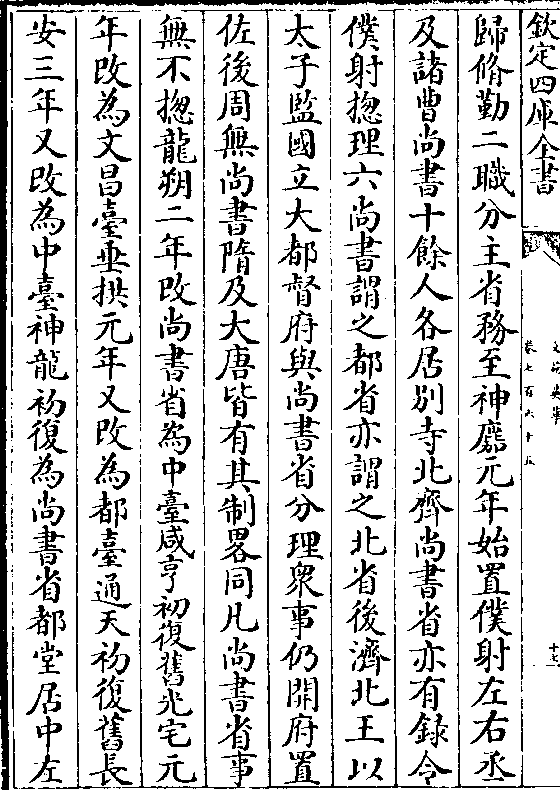 欽定四庫全書
文苑英華
卷七百六十五
十七
歸脩勤二職分主省務至神䴥元年始置僕射左右丞
及諸曹尚書十餘人各居別寺北齊尚書省亦有録令
僕射揔理六尚書謂之都省亦謂之北省後濟北王以
太子監國立大都督府與尚書省分理衆事仍開府置
佐後周無尚書隋及大唐皆有其制畧同凡尚書省事
無不揔龍朔二年改尚書省為中臺咸亨初復舊光宅元
年改為文昌臺垂拱元年又改為都臺通天初復舊長
安三年又改為中臺神龍初復為尚書省都堂居中左